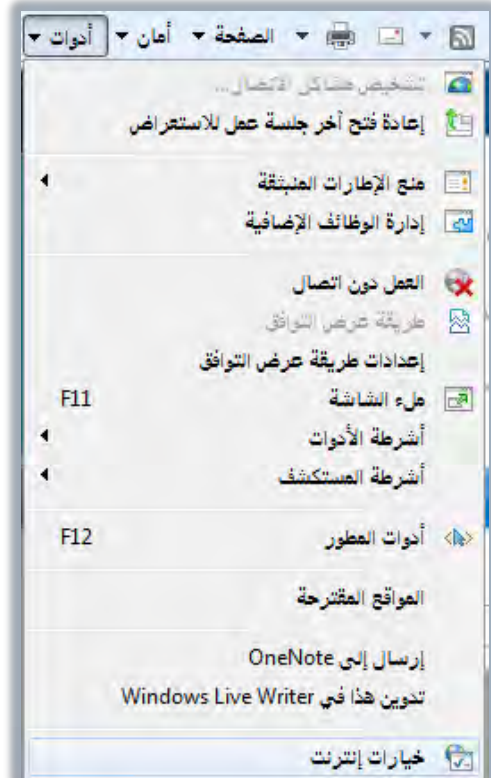 الصفحة أمان أدوات
تشخيص مشاكل الاتصال...
إعادة فتح آخر جلسة عمل للاستعراض
منع الإطارات المنبثقة
إدارة الوظائف الإضافية
العمل دون اتصال
طريقة عرض التوافق
إعدادات طريقة عرض التوافق
ملء الشاشة F11
أشرطة الأدوات
أشرطة المستكشف
أدوات المطور F12
المواقع المقترحة
إرسال إلى OneNote
تدوين هذا في Windows Live Writer
خيارات إنترنت